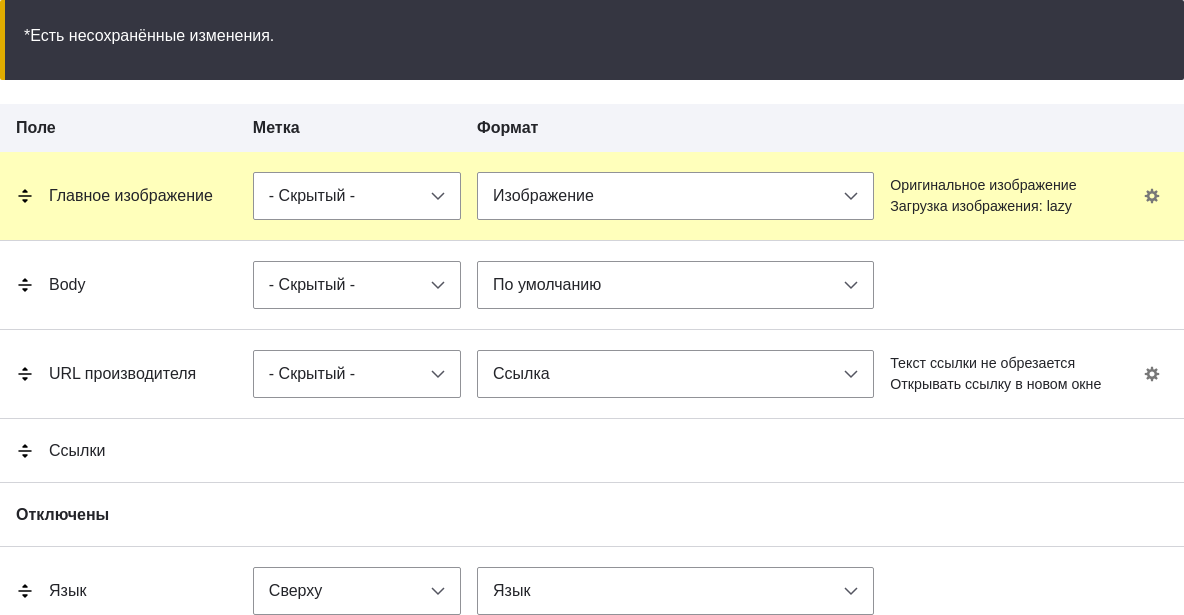 *Есть несохранённые изменения.
Поле Метка Формат
Главное изображение - Скрытый - Изображение Оригинальное изображение
Загрузка изображения: lazy
Body - Скрытый - По умолчанию
URL производителя - Скрытый - Ссылка Текст ссылки не обрезается
Открывать ссылку в новом окне
Ссылки
Отключены
Язык Сверху Язык